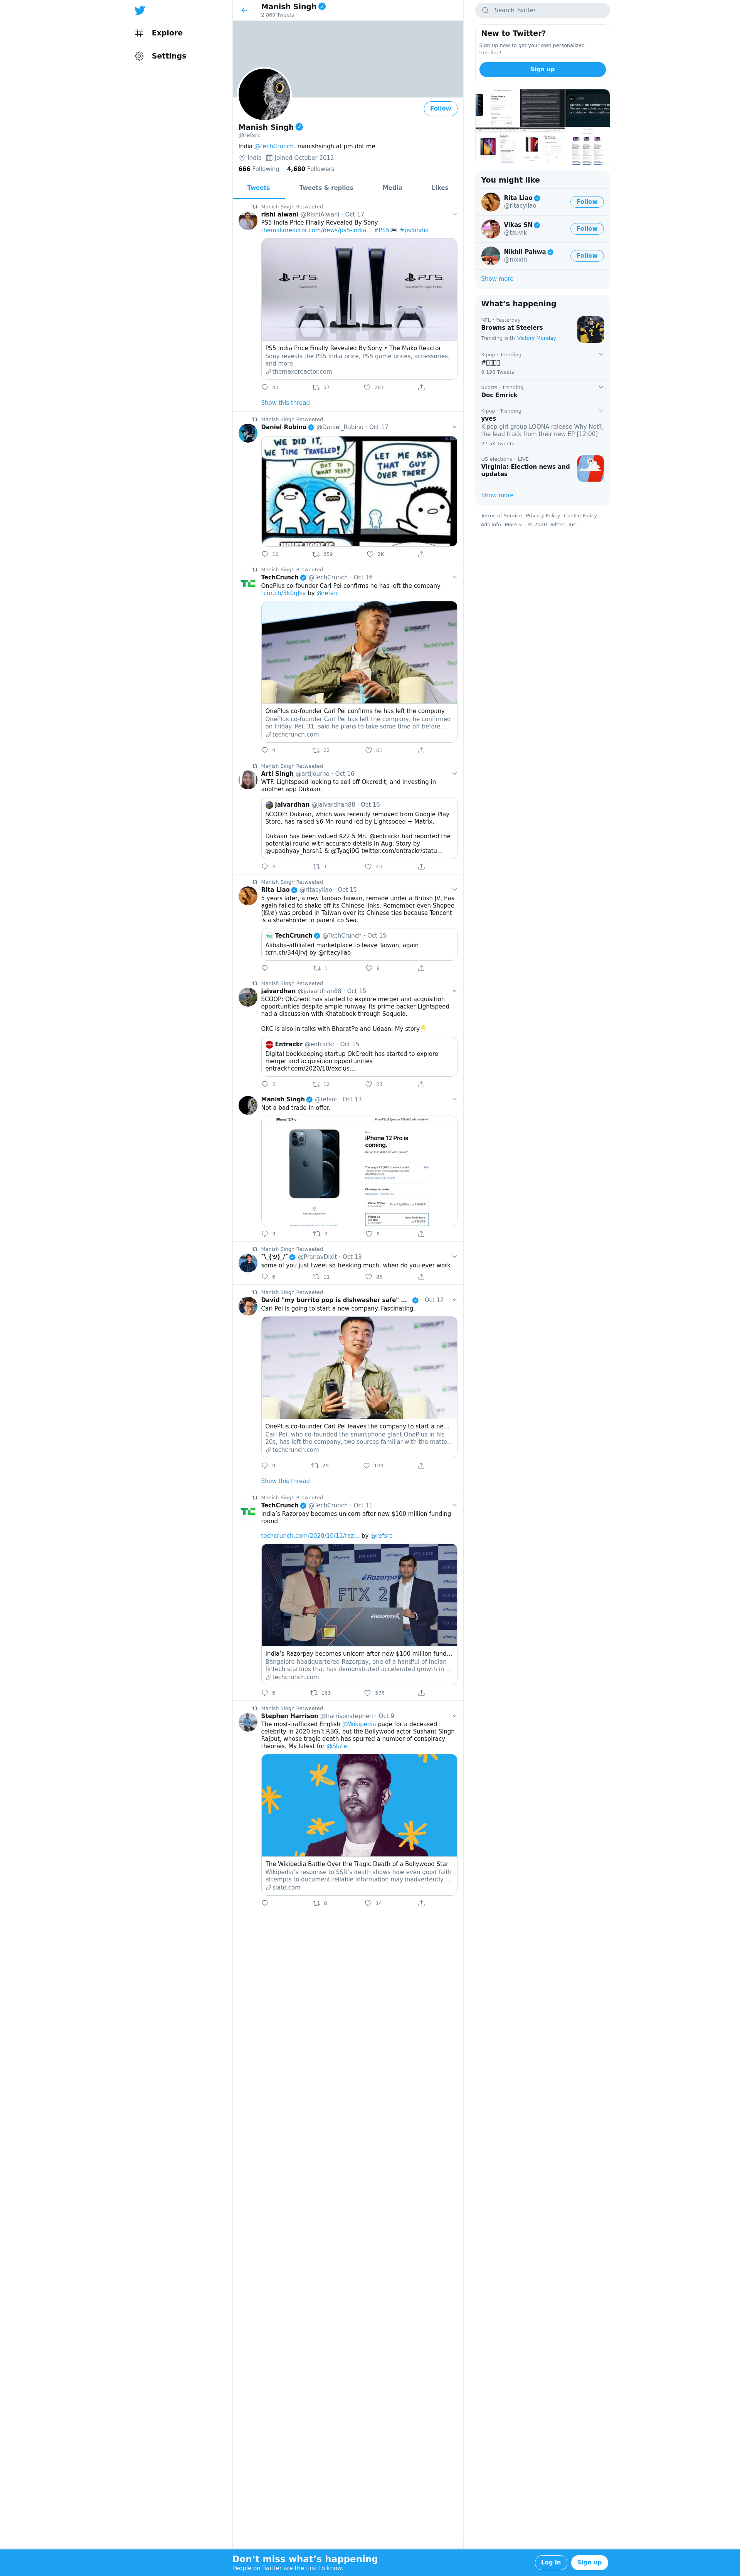 Explore
Settings
Manish Singh
2,869 Tweets
Follow
Manish Singh
@refsrc
India @TechCrunch. manishsingh at pm dot me
India Joined October 2012
666 Following 4,680 Followers
Tweets Tweets & replies Media Likes
Manish Singh Retweeted
rishi alwani @RishiAlwani · Oct 17
PS5 India Price Finally Revealed By Sony
themakoreactor.com/news/ps5-india… #PS5 🎮 #ps5india
PS5 PS5
PS5 India Price Finally Revealed By Sony • The Mako Reactor
Sony reveals the PS5 India price, PS5 game prices, accessories,
and more.
themakoreactor.com
43 57 207
Show this thread
Manish Singh Retweeted
Daniel Rubino @Daniel_Rubino · Oct 17
WE DID IT,
WE TIME TRAVELED!
BUT TO
WHAT YEAR?
LET ME ASK
THAT GUY
OVER THERE
10 359 2K
Manish Singh Retweeted
TechCrunch @TechCrunch · Oct 16
OnePlus co-founder Carl Pei confirms he has left the company
tcrn.ch/3k0gJky by @refsrc
DISRUPT
OnePlus co-founder Carl Pei confirms he has left the company
OnePlus co-founder Carl Pei has left the company, he confirmed
on Friday. Pei, 31, said he plans to take some time off before …
techcrunch.com
4 22 61
Manish Singh Retweeted
Arti Singh @artijourno · Oct 16
WTF. Lightspeed looking to sell off Okcredit, and investing in
another app Dukaan.
jaivardhan @jaivardhan88 · Oct 16
SCOOP: Dukaan, which was recently removed from Google Play
Store, has raised $6 Mn round led by Lightspeed + Matrix.
Dukaan has been valued $22.5 Mn. @entrackr had reported the
potential round with accurate details in Aug. Story by
@upadhyay_harsh1 & @Tyagi0G twitter.com/entrackr/statu…
2 1 23
Manish Singh Retweeted
Rita Liao @ritacyliao · Oct 15
5 years later, a new Taobao Taiwan, remade under a British JV, has
again failed to shake off its Chinese links. Remember even Shopee
(蝦皮) was probed in Taiwan over its Chinese ties because Tencent
is a shareholder in parent co Sea.
TechCrunch @TechCrunch · Oct 15
Alibaba-affiliated marketplace to leave Taiwan, again
tcrn.ch/344Jrvj by @ritacyliao
1 8
Manish Singh Retweeted
jaivardhan @jaivardhan88 · Oct 15
SCOOP: OkCredit has started to explore merger and acquisition
opportunities despite ample runway. Its prime backer Lightspeed
had a discussion with Khatabook through Sequoia.
OKC is also in talks with BharatPe and Udaan. My story👇
Entrackr @entrackr · Oct 15
Digital bookkeeping startup OkCredit has started to explore
merger and acquisition opportunities
entrackr.com/2020/10/exclus…
2 12 23
Manish Singh @refsrc · Oct 13
Not a bad trade-in offer.
iPhone 12 Pro
iPhone 12 Pro is
coming.
3 3 8
Manish Singh Retweeted
¯\_(ツ)_/¯ @PranavDixit · Oct 13
some of you just tweet so freaking much, when do you ever work
6 11 85
Manish Singh Retweeted
David "my burrito pop is dishwasher safe" … · Oct 12
Carl Pei is going to start a new company. Fascinating.
DISRUPT
OnePlus co-founder Carl Pei leaves the company to start a ne…
Carl Pei, who co-founded the smartphone giant OnePlus in his
20s, has left the company, two sources familiar with the matte…
techcrunch.com
9 29 109
Show this thread
Manish Singh Retweeted
TechCrunch @TechCrunch · Oct 11
India's Razorpay becomes unicorn after new $100 million funding
round
techcrunch.com/2020/10/11/raz… by @refsrc
Razorpay
FTX 2
RazorpayX
India's Razorpay becomes unicorn after new $100 million fund…
Bangalore-headquartered Razorpay, one of a handful of Indian
fintech startups that has demonstrated accelerated growth in …
techcrunch.com
6 163 576
Manish Singh Retweeted
Stephen Harrison @harrisonstephen · Oct 9
The most-trafficked English @Wikipedia page for a deceased
celebrity in 2020 isn't RBG, but the Bollywood actor Sushant Singh
Rajput, whose tragic death has spurred a number of conspiracy
theories. My latest for @Slate:
The Wikipedia Battle Over the Tragic Death of a Bollywood Star
Wikipedia's response to SSR's death shows how even good faith
attempts to document reliable information may inadvertently …
slate.com
8 14
Search Twitter
New to Twitter?
Sign up now to get your own personalized
timeline!
Sign up
You might like
Rita Liao
@ritacyliao
Follow
Vikas SN
@tsuvik
Follow
Nikhil Pahwa
@nixxin
Follow
Show more
What's happening
NFL · Yesterday
Browns at Steelers
Trending with Victory Monday
K-pop · Trending
9,198 Tweets
Sports · Trending
Doc Emrick
K-pop · Trending
yves
K-pop girl group LOONA release Why Not?,
the lead track from their new EP [12:00]
27.5K Tweets
US elections · LIVE
Virginia: Election news and
updates
Show more
Terms of Service Privacy Policy Cookie Policy
Ads info More © 2020 Twitter, Inc.
Don't miss what's happening
People on Twitter are the first to know.
Log in Sign up